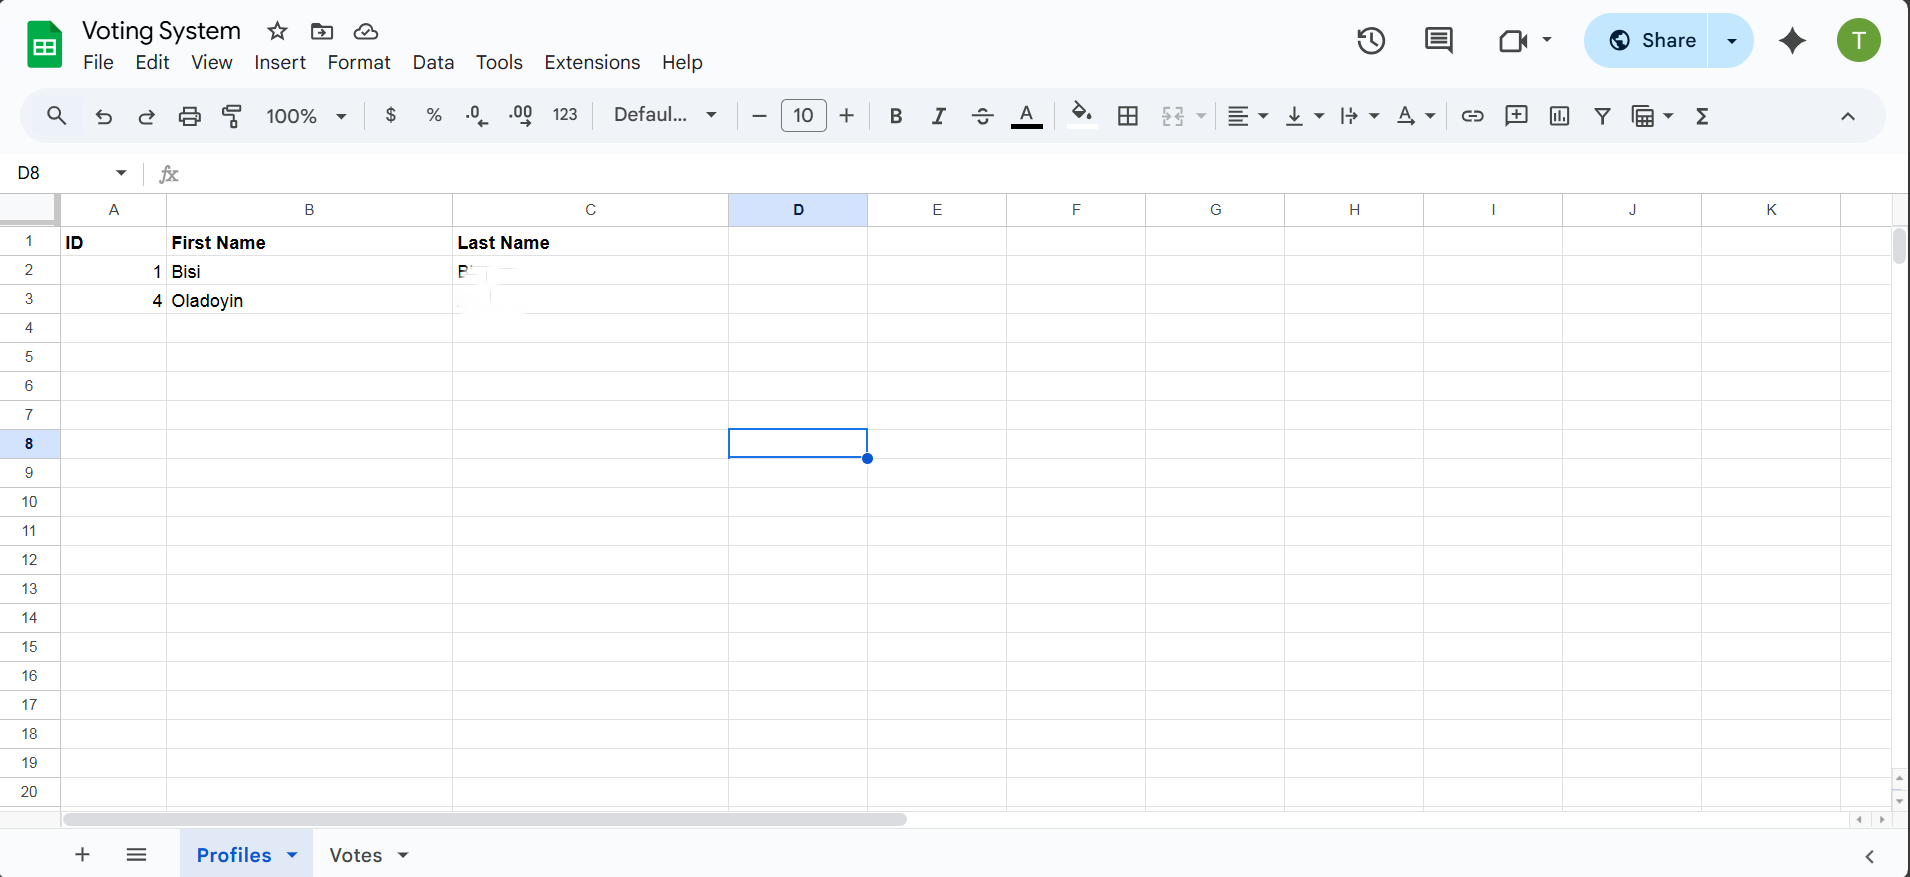 Voting System
File Edit View Insert Format Data Tools Extensions Help
Share
T
100% $ % .0 .00 123 Defaul... 10 B I A A
D8 fx
A B C D E F G H I J K
1 ID First Name Last Name
2 1 Bisi
3 4 Oladoyin
4
5
6
7
8
9
10
11
12
13
14
15
16
17
18
19
20
Profiles Votes